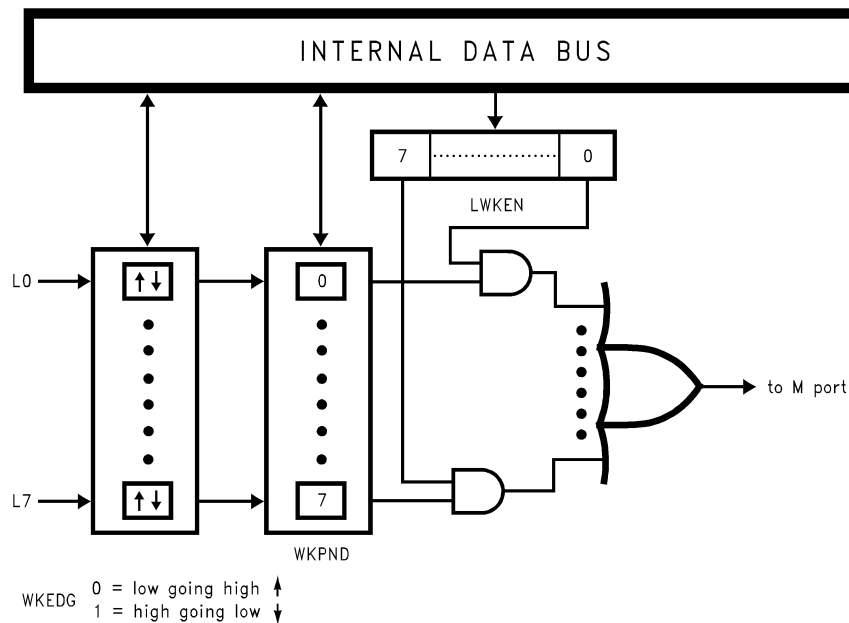 INTERNAL DATA BUS
7 0
LWKEN
L0 ↑↓ 0
to M port
L7 ↑↓ 7
WKPND
WKEDG 0 = low going high ↑
1 = high going low ↓